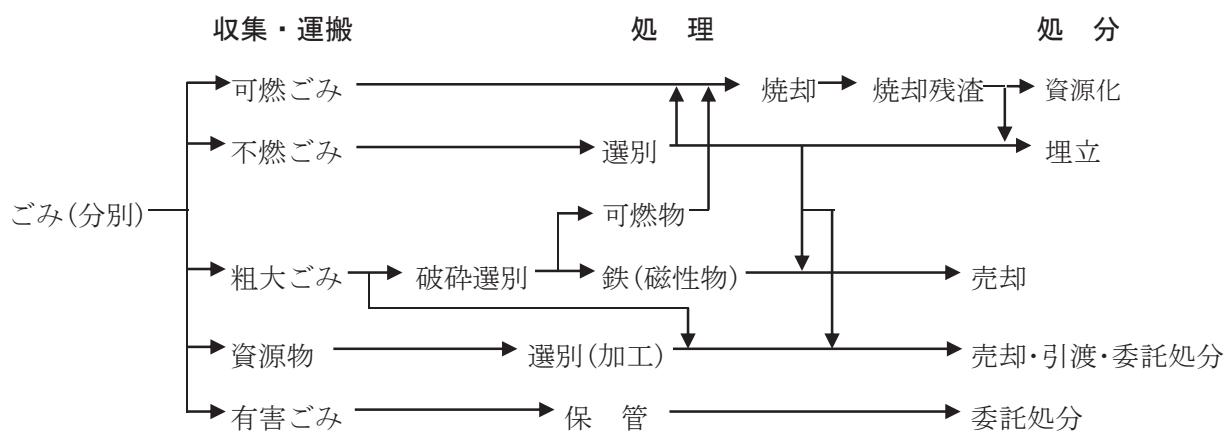 収集・運搬 処 理 処 分
可燃ごみ 焼却 焼却残渣 資源化
不燃ごみ 選別 埋立
ごみ(分別) 可燃物
粗大ごみ 破砕選別 鉄(磁性物) 売却
資源物 選別(加工) 売却・引渡・委託処分
有害ごみ 保 管 委託処分